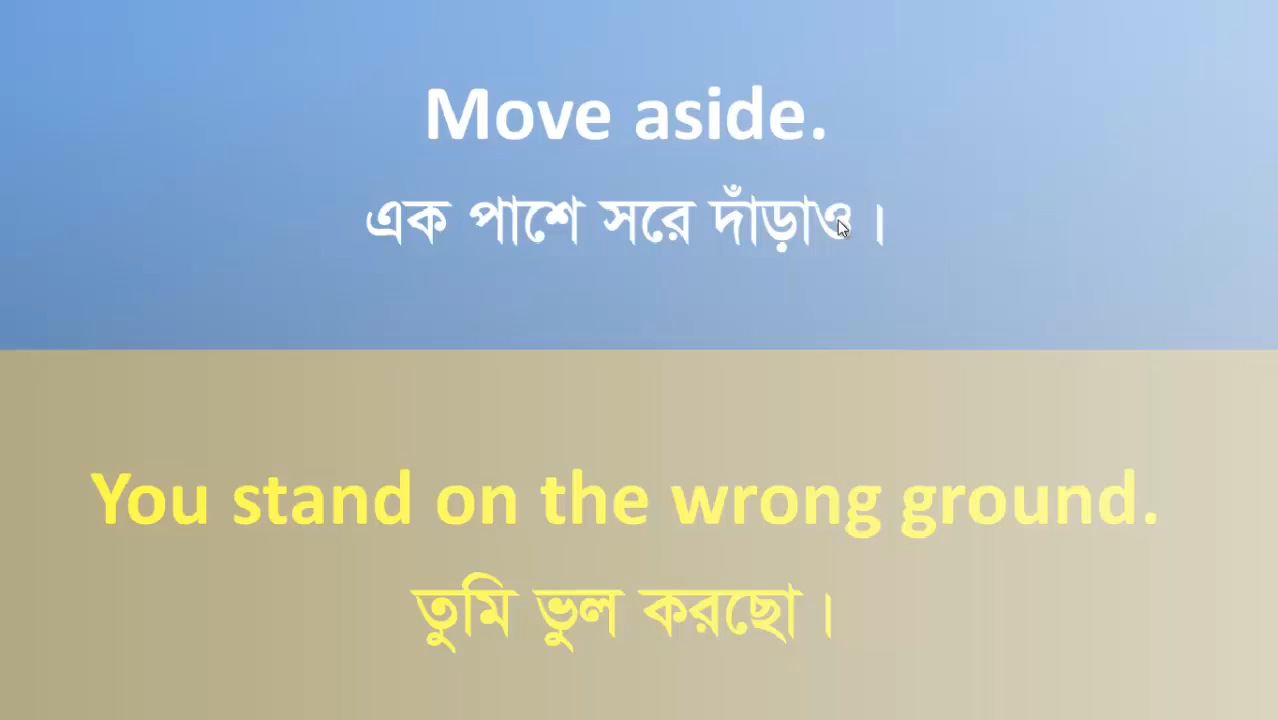 Move aside.
এক পাশে সরে দাঁড়াও।
You stand on the wrong ground.
তুমি ভুল করছো।